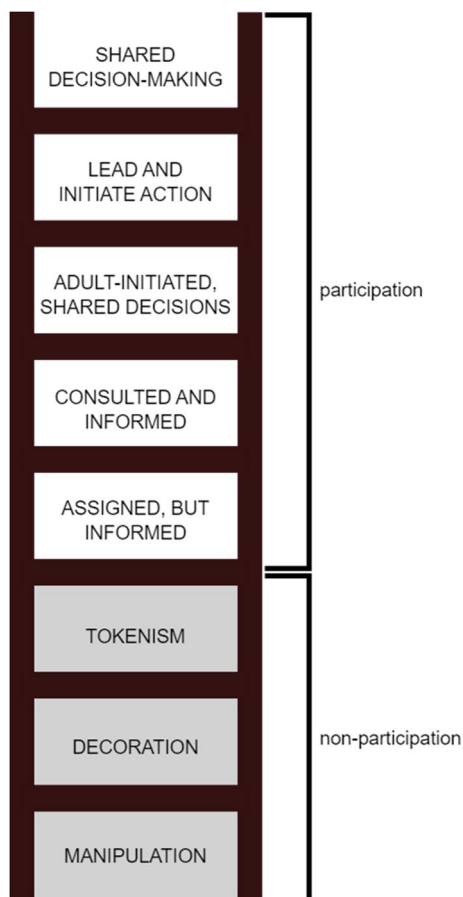 SHARED
DECISION-MAKING
LEAD AND
INITIATE ACTION
ADULT-INITIATED,
SHARED DECISIONS
participation
CONSULTED AND
INFORMED
ASSIGNED, BUT
INFORMED
TOKENISM
DECORATION
non-participation
MANIPULATION